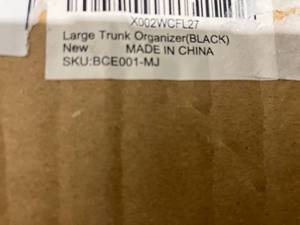 X002WCFL27
Large Trunk Organizer(BLACK)
New MADE IN CHINA
SKU:BCE001-MJ